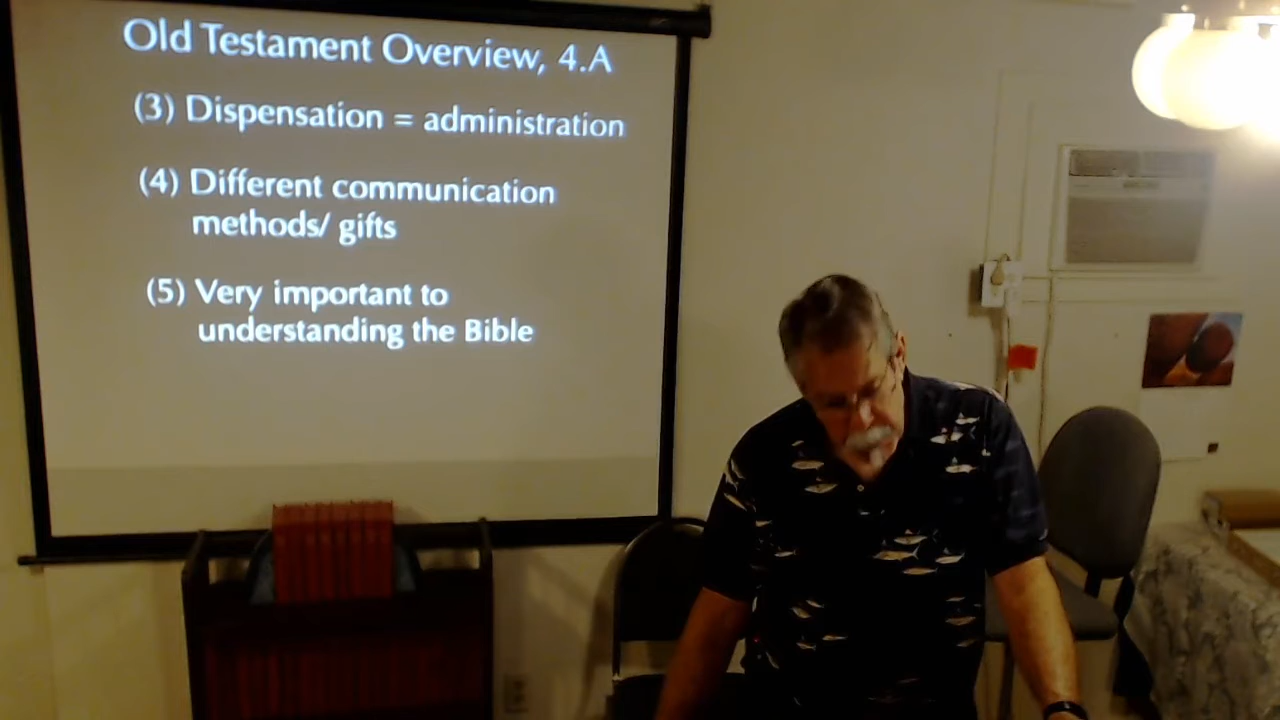 Old Testament Overview, 4.A
(3) Dispensation = administration
(4) Different communication
methods/ gifts
(5) Very important to
understanding the Bible